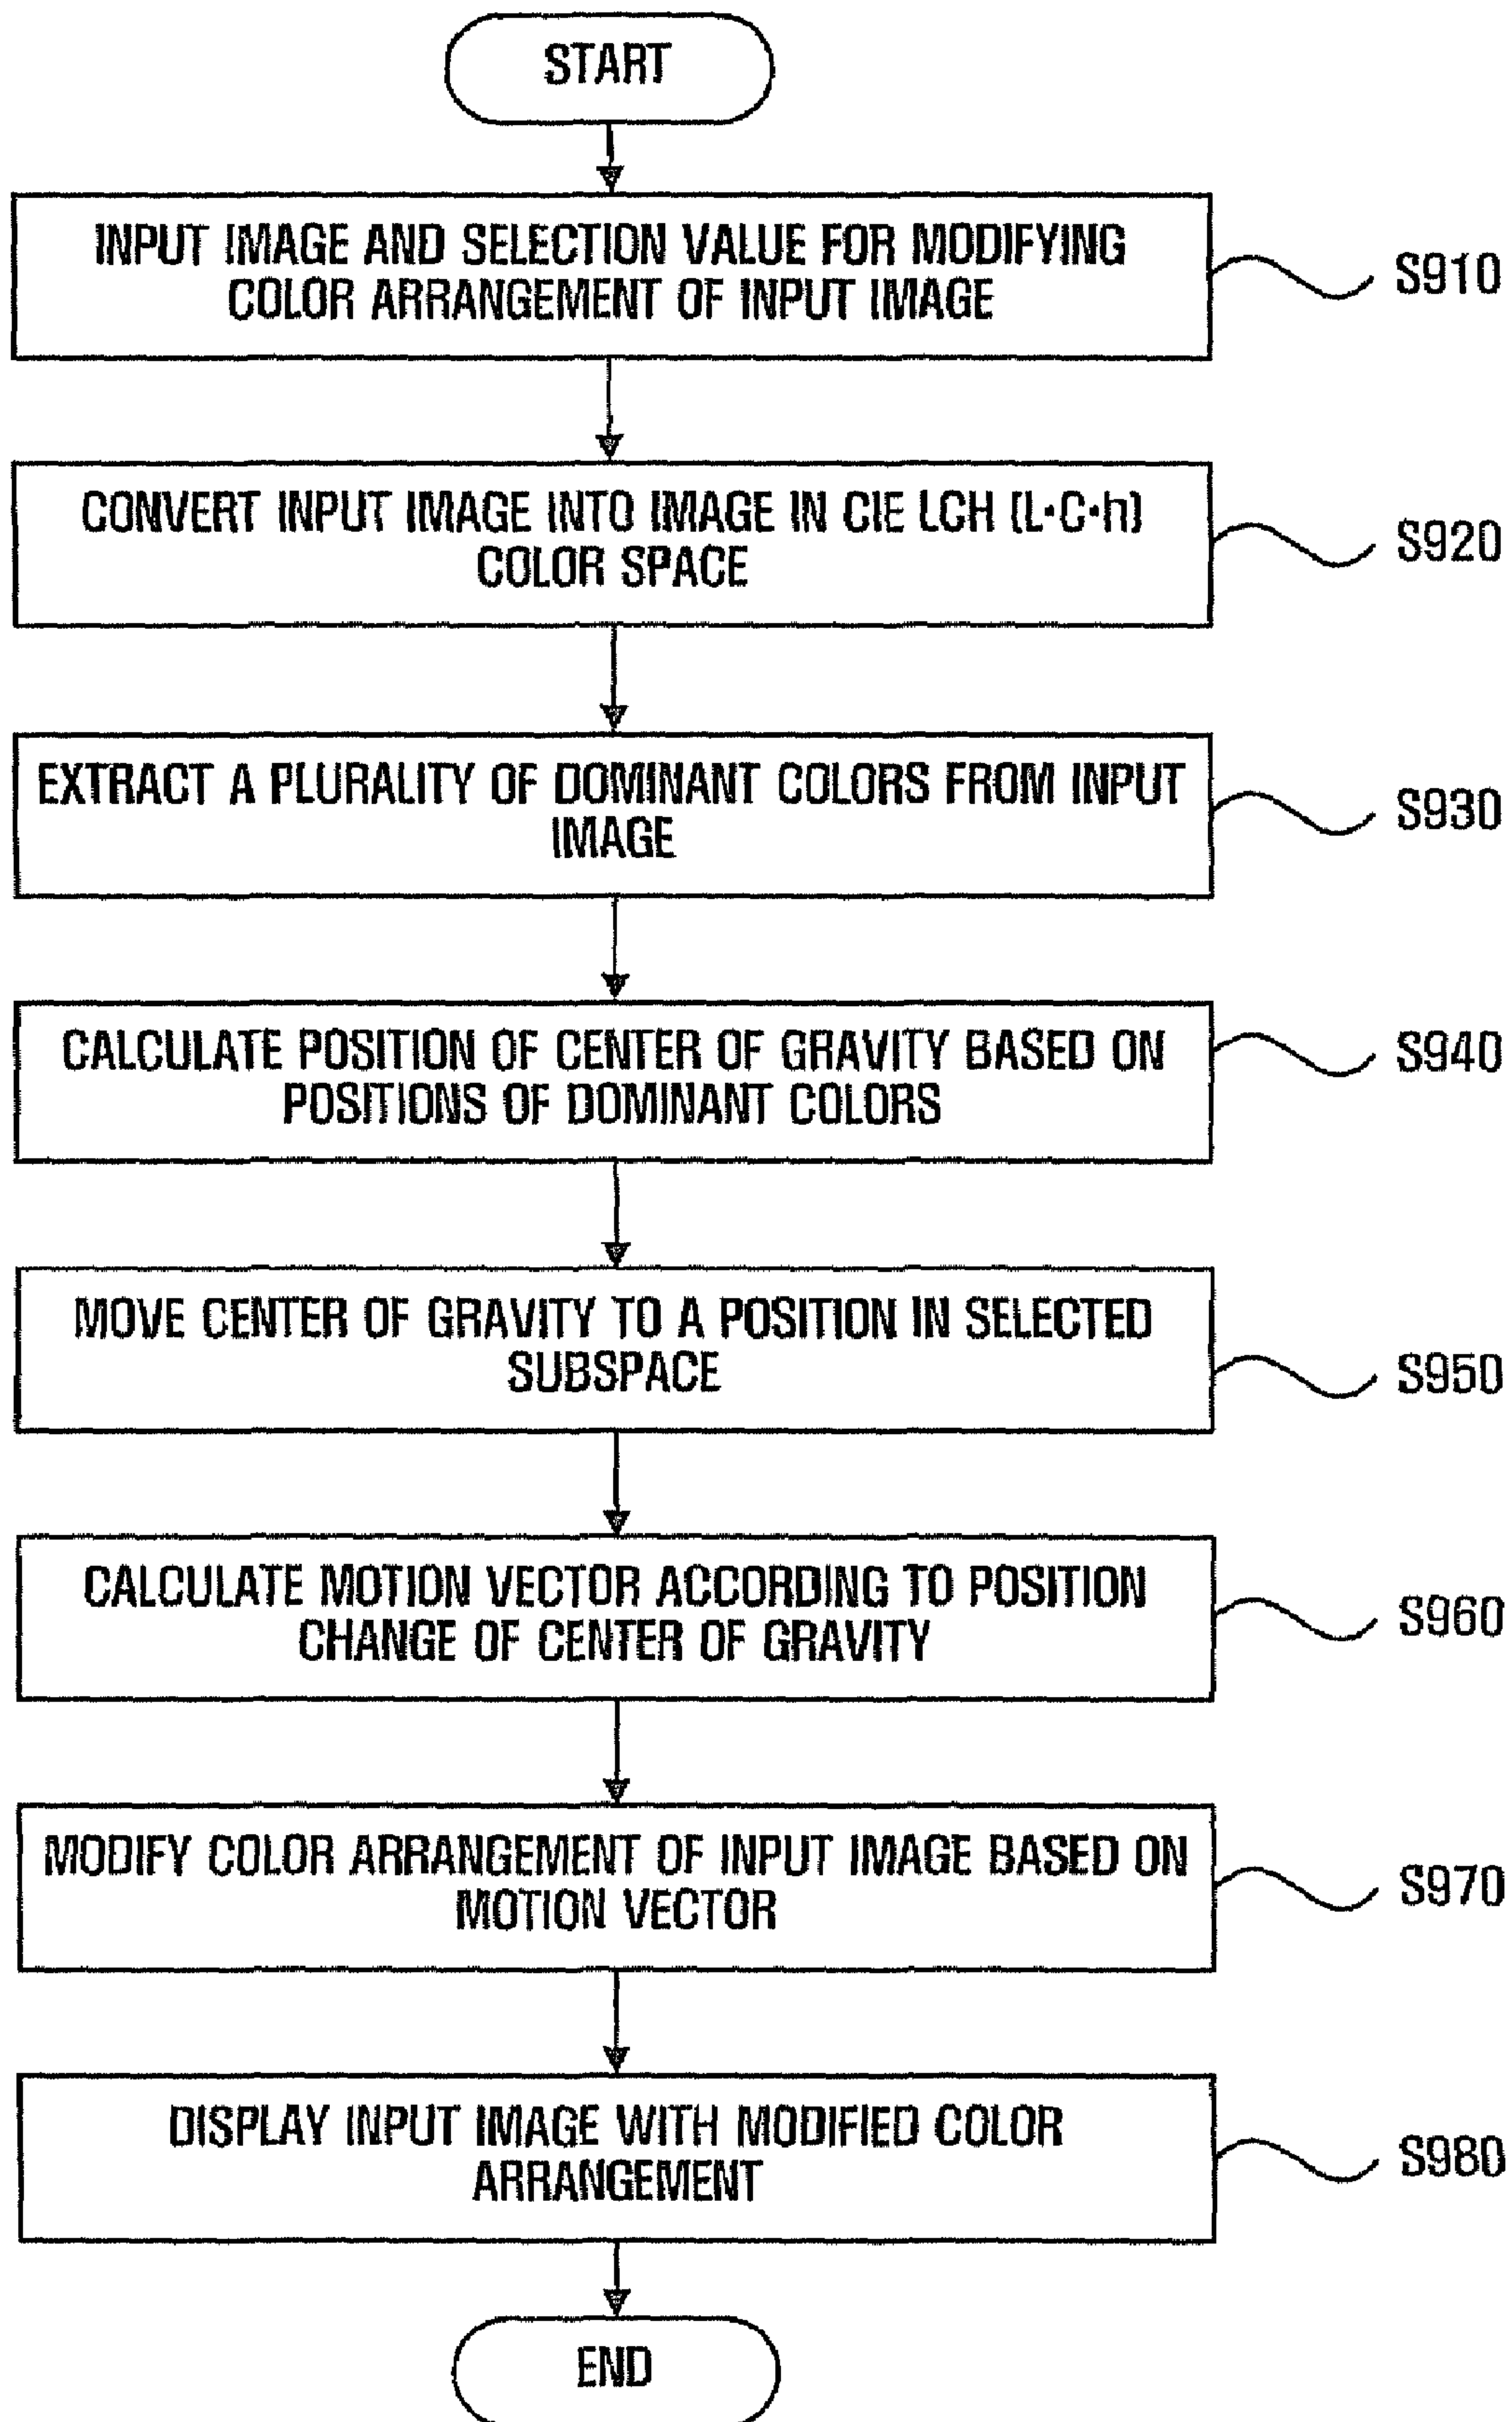 START
INPUT IMAGE AND SELECTION VALUE FOR MODIFYING
COLOR ARRANGEMENT OF INPUT IMAGE
S910
CONVERT INPUT IMAGE INTO IMAGE IN CIE LCH (L·C·h)
COLOR SPACE
S920
EXTRACT A PLURALITY OF DOMINANT COLORS FROM INPUT
IMAGE
S930
CALCULATE POSITION OF CENTER OF GRAVITY BASED ON
POSITIONS OF DOMINANT COLORS
S940
MOVE CENTER OF GRAVITY TO A POSITION IN SELECTED
SUBSPACE
S950
CALCULATE MOTION VECTOR ACCORDING TO POSITION
CHANGE OF CENTER OF GRAVITY
S960
MODIFY COLOR ARRANGEMENT OF INPUT IMAGE BASED ON
MOTION VECTOR
S970
DISPLAY INPUT IMAGE WITH MODIFIED COLOR
ARRANGEMENT
S980
END